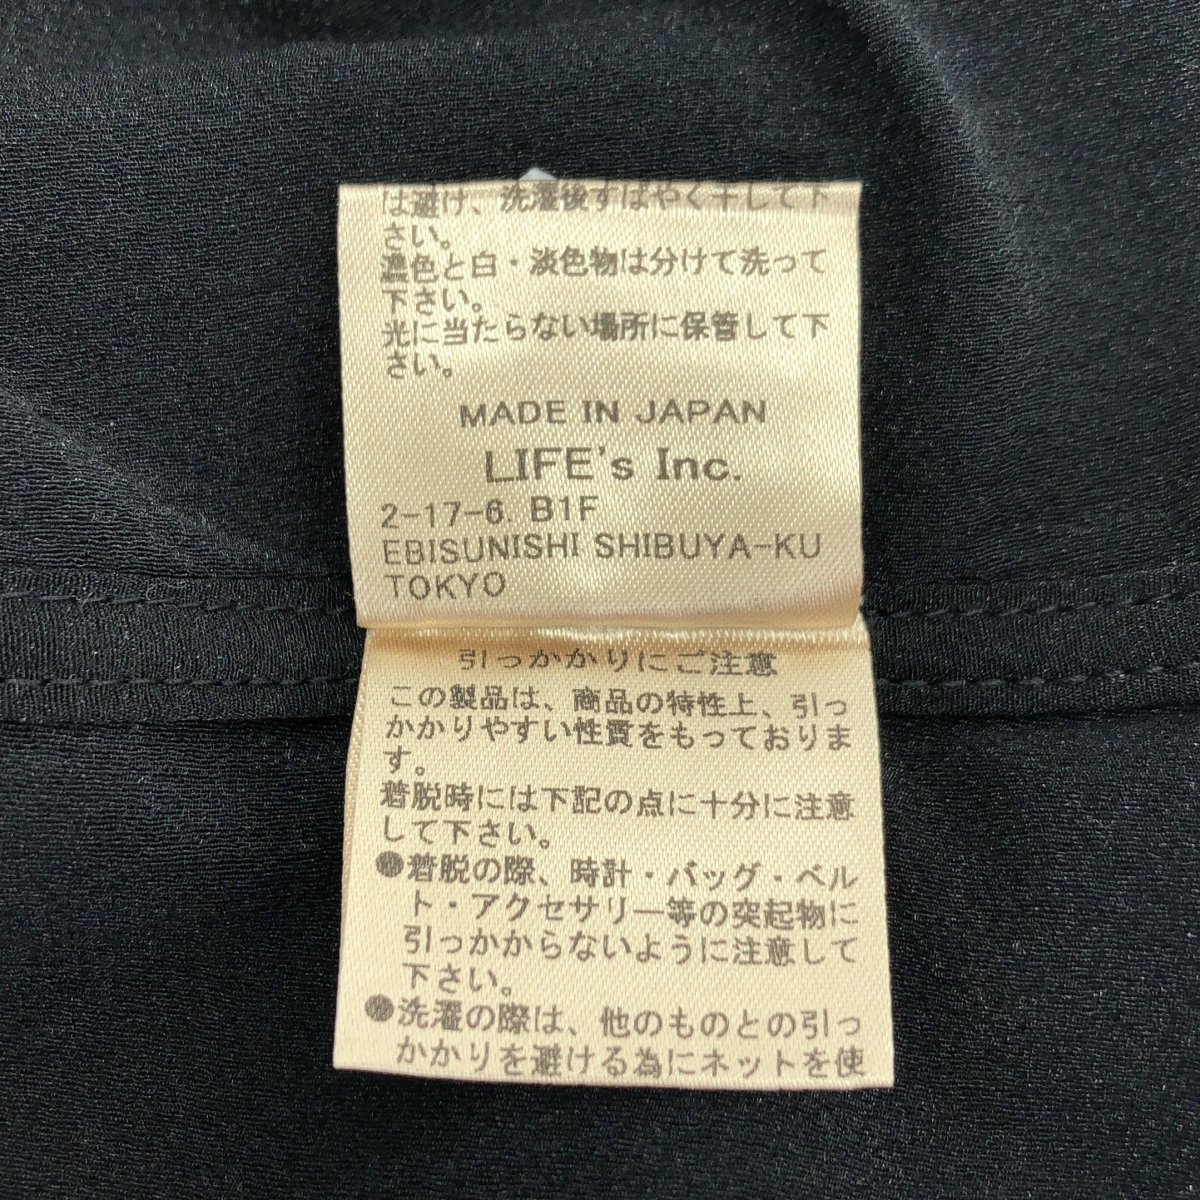 は避け、洗濯後すばやく干して下
さい。
濃色と白・淡色物は分けて洗って
下さい。
光に当たらない場所に保管して下
さい。
MADE IN JAPAN
LIFE's Inc.
2-17-6. B1F
EBISUNISHI SHIBUYA-KU
TOKYO
引っかかりにご注意
この製品は、商品の特性上、引っ
かかりやすい性質をもっておりま
す。
着脱時には下記の点に十分に注意
して下さい。
●着脱の際、時計・バッグ・ベル
ト・アクセサリー等の突起物に
引っかからないように注意して
下さい。
●洗濯の際は、他のものとの引っ
かかりを避ける為にネットを使